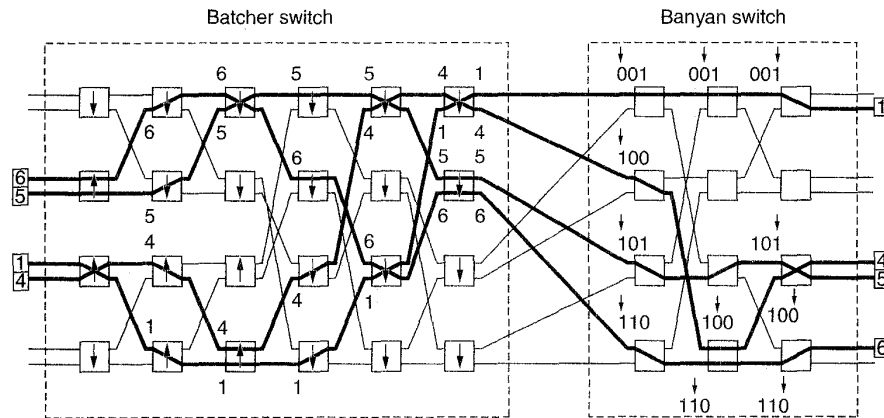 Batcher switch
Banyan switch
6 5 5 4 1
001 001 001
1
6 5 4 1 4
100
6 5 5
6
5
5 6 6
4 6 101 101
1 4
4 5
4 1
110 100 100
1 4
6
1 1
110 110